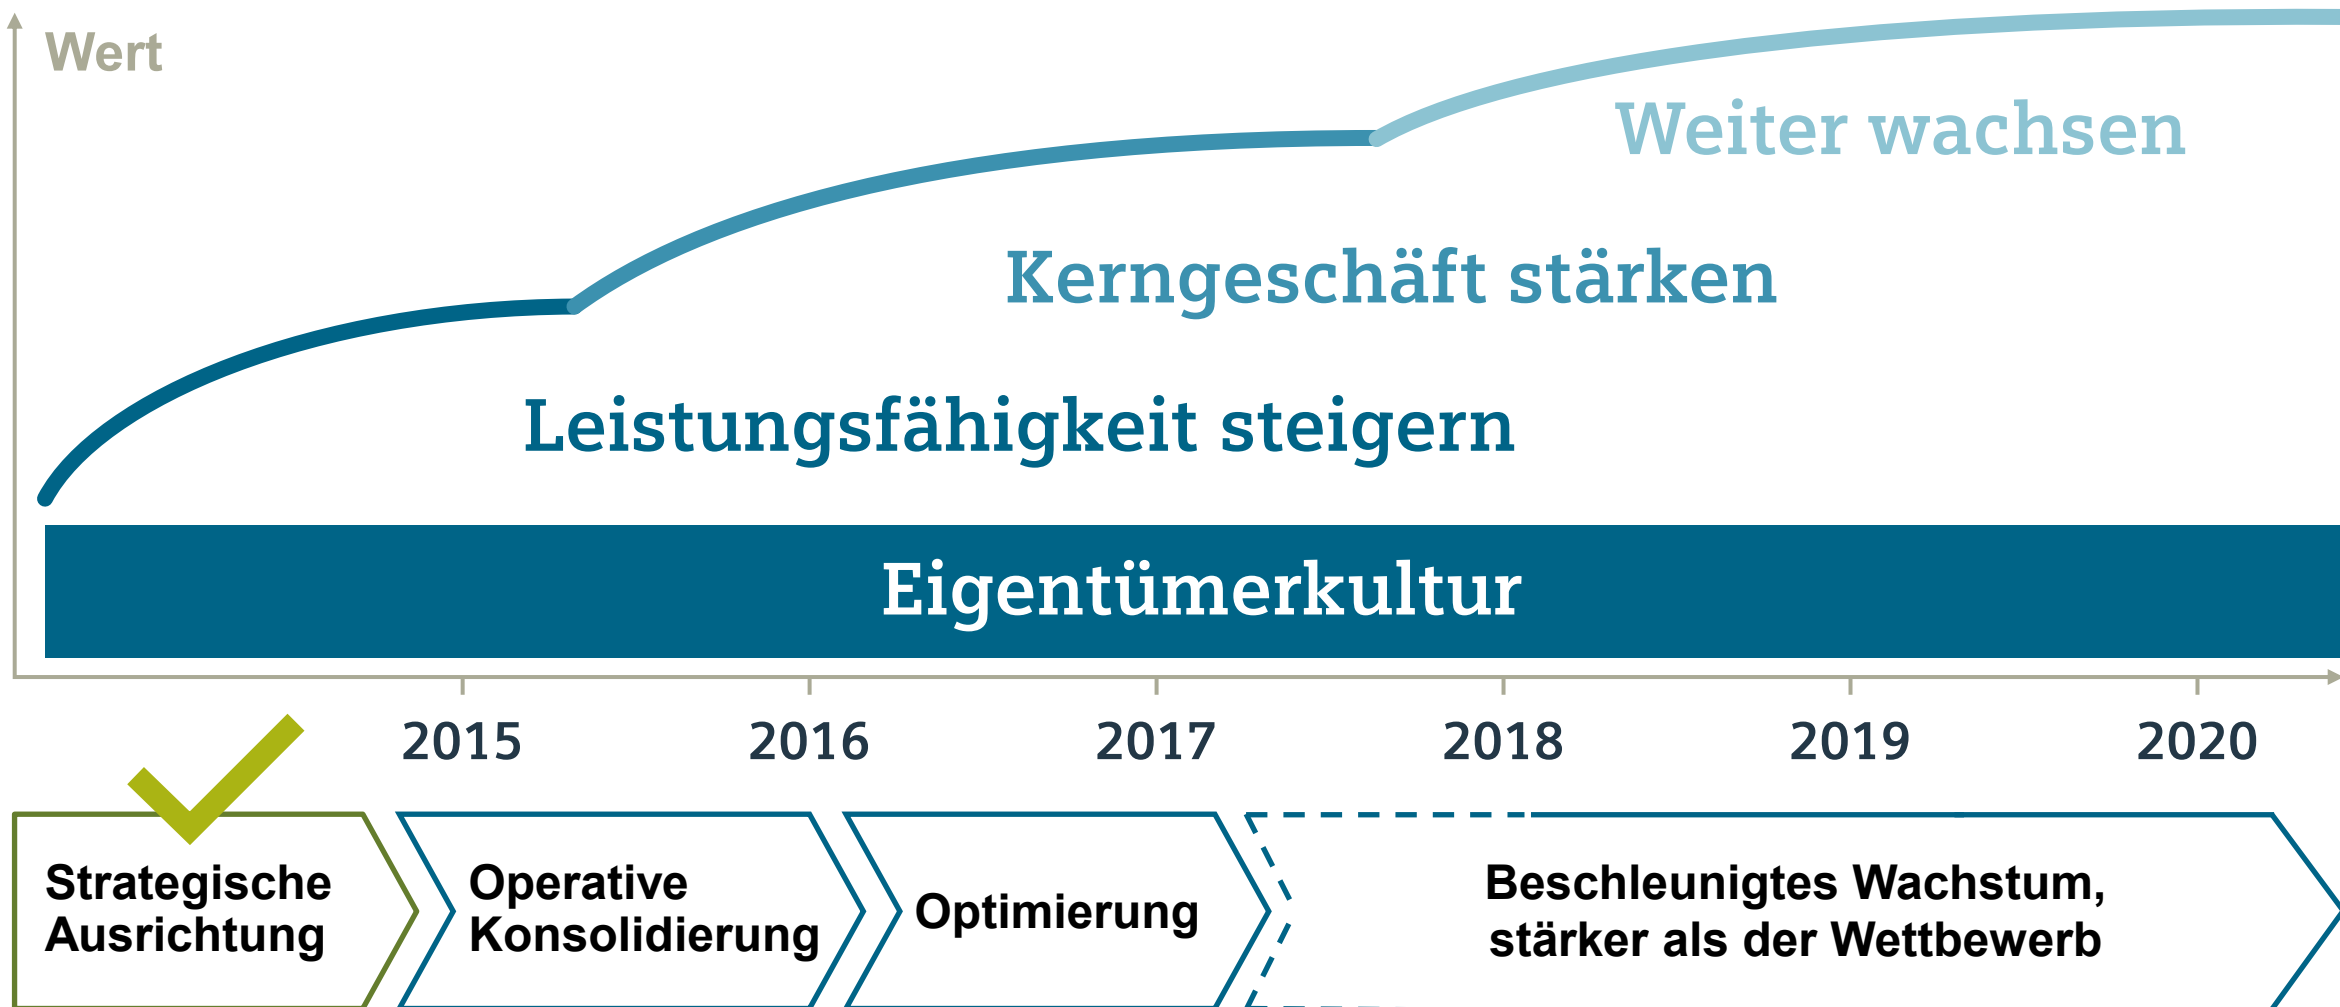 Wert
Weiter wachsen
Kerngeschäft stärken
Leistungsfähigkeit steigern
Eigentümerkultur
2015 2016 2017 2018 2019 2020
Strategische
Ausrichtung
Operative
Konsolidierung
Optimierung
Beschleunigtes Wachstum,
stärker als der Wettbewerb